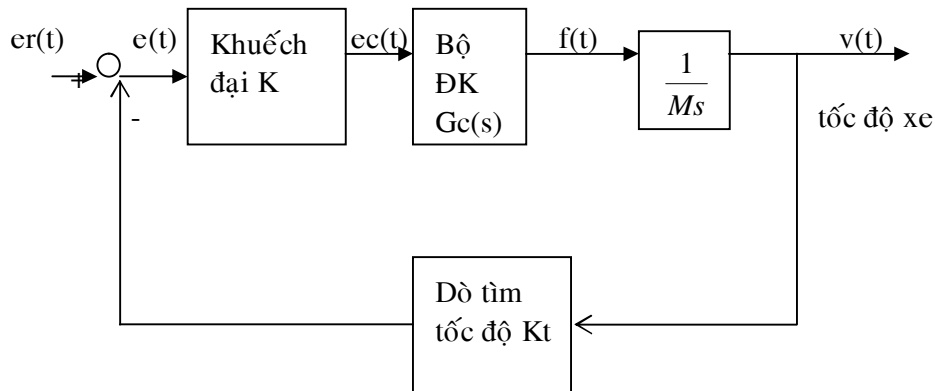 er(t)
+
-
e(t)
Khuếch
đại K
ec(t)
Bộ
ĐK
Gc(s)
f(t)
1
Ms
v(t)
tốc độ xe
Dò tìm
tốc độ Kt